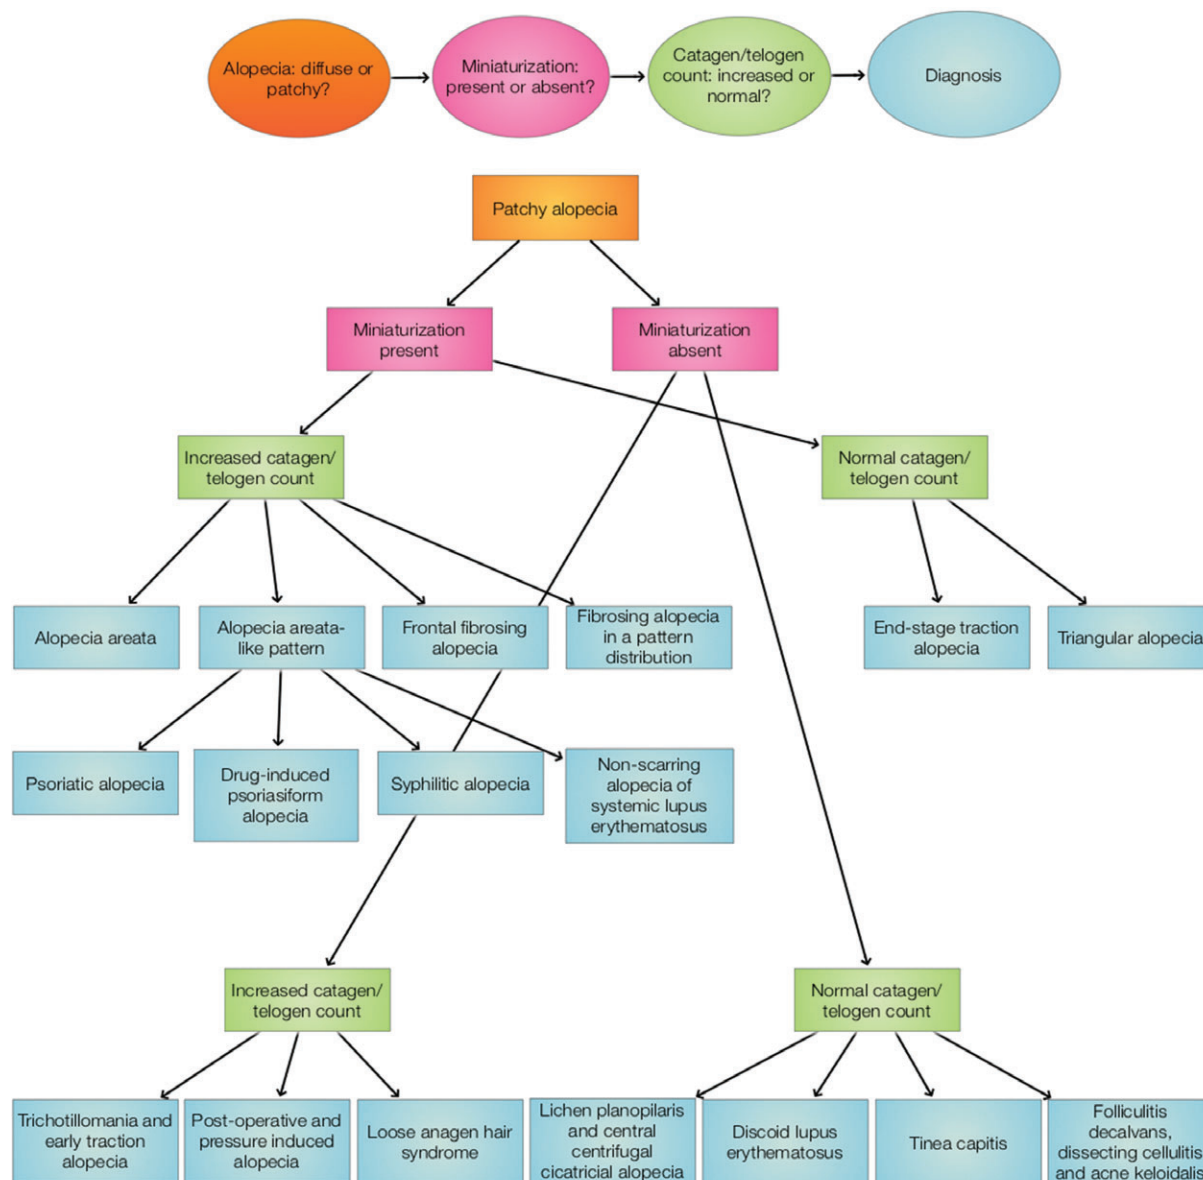 Alopecia: diffuse or
patchy?
Miniaturization:
present or absent?
Catagen/telogen
count: increased or
normal?
Diagnosis
Patchy alopecia
Miniaturization
present
Miniaturization
absent
Increased catagen/
telogen count
Normal catagen/
telogen count
Alopecia areata
Alopecia areata-
like pattern
Frontal fibrosing
alopecia
Fibrosing alopecia
in a pattern
distribution
End-stage traction
alopecia
Triangular alopecia
Psoriatic alopecia
Drug-induced
psoriasiform
alopecia
Syphilitic alopecia
Non-scarring
alopecia of
systemic lupus
erythematosus
Increased catagen/
telogen count
Normal catagen/
telogen count
Trichotillomania and
early traction
alopecia
Post-operative and
pressure induced
alopecia
Loose anagen hair
syndrome
Lichen planopilaris
and central
centrifugal
cicatricial alopecia
Discoid lupus
erythematosus
Tinea capitis
Folliculitis
decalvans,
dissecting cellulitis
and acne keloidalis